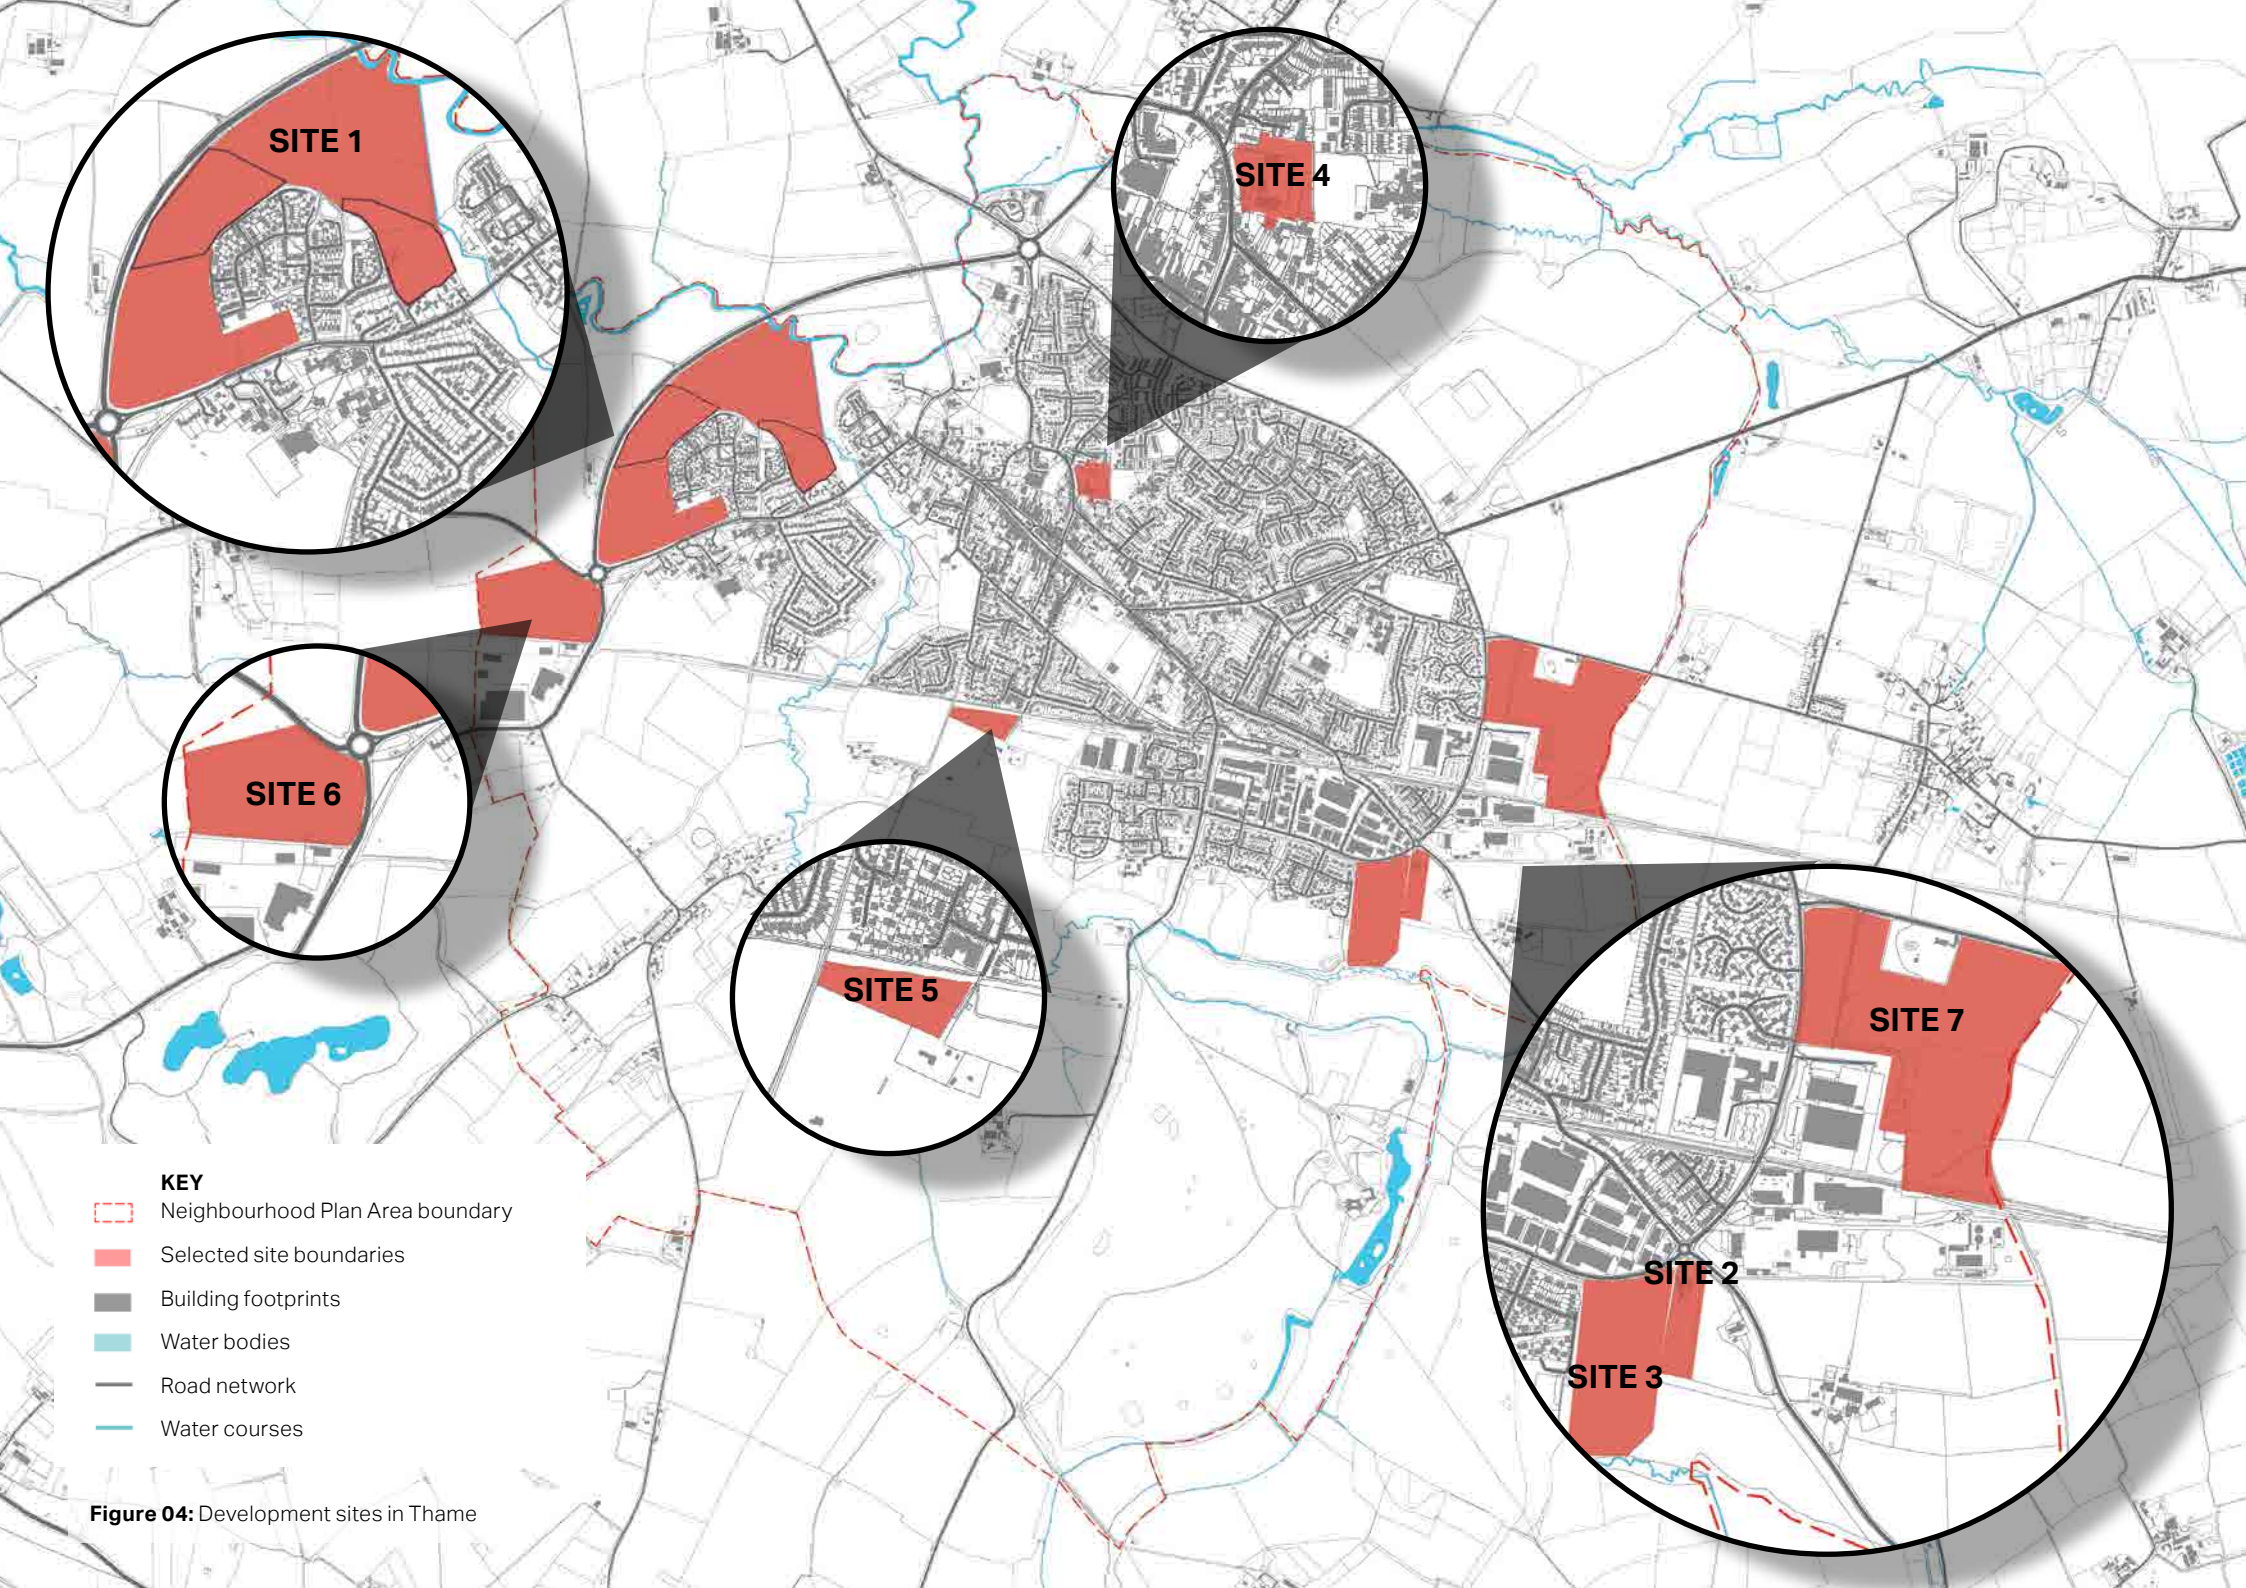 SITE 1
SITE 4
SITE 6
SITE 5
SITE 7
SITE 2
SITE 3
KEY
Neighbourhood Plan Area boundary
Selected site boundaries
Building footprints
Water bodies
Road network
Water courses
Figure 04: Development sites in Thame